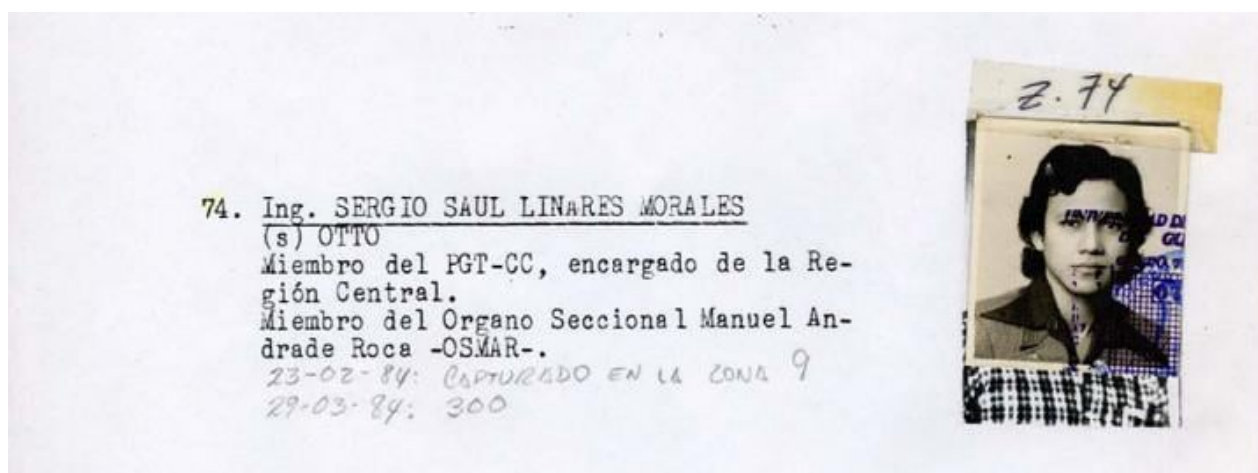 Z.74
74. Ing. SERGIO SAUL LINARES MORALES
(s) OTTO
Miembro del PGT-CC, encargado de la Re-
gión Central.
Miembro del Organo Seccional Manuel An-
drade Roca -OSMAR-.
23-02-84: CAPTURADO EN LA ZONA 9
29-03-84: 300